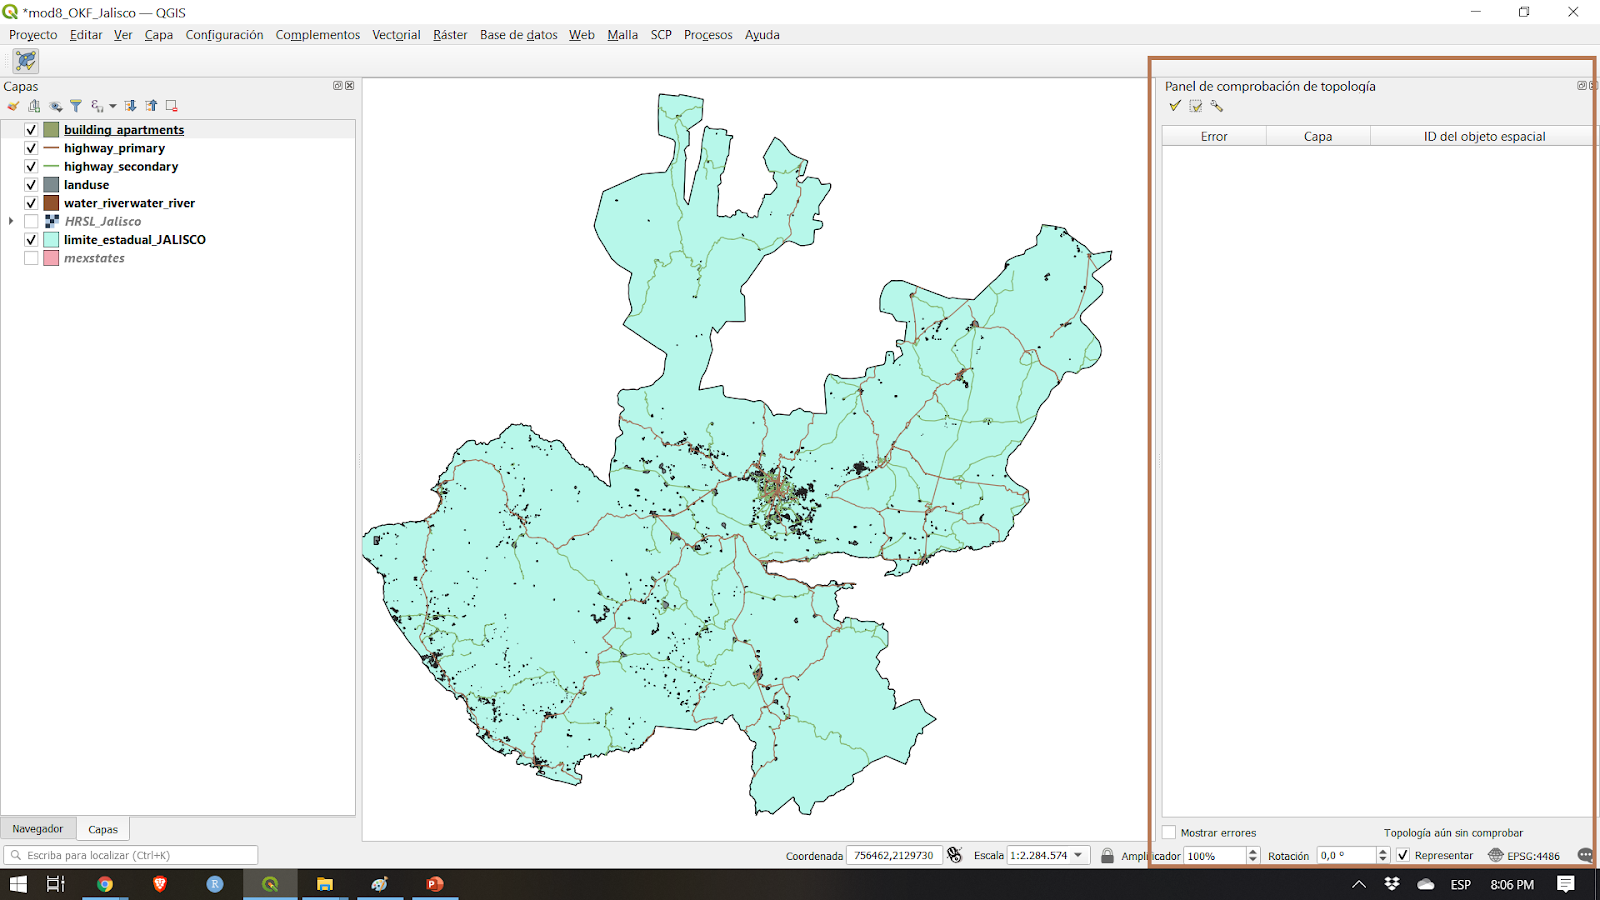 *mod8_OKF_Jalisco — QGIS
Proyecto Editar Ver Capa Configuración Complementos Vectorial Ráster Base de datos Web Malla SCP Procesos Ayuda
Capas
building_apartments
highway_primary
highway_secondary
landuse
water_riverwater_river
HRSL_Jalisco
limite_estadual_JALISCO
mexstates
Panel de comprobación de topología
Error Capa ID del objeto espacial
Mostrar errores Topología aún sin comprobar
Navegador Capas
Escriba para localizar (Ctrl+K) Coordenada 756462,2129730 Escala 1:2.284.574 Amplificador 100% Rotación 0,0 ° Representar EPSG:4486
ESP 8:06 PM